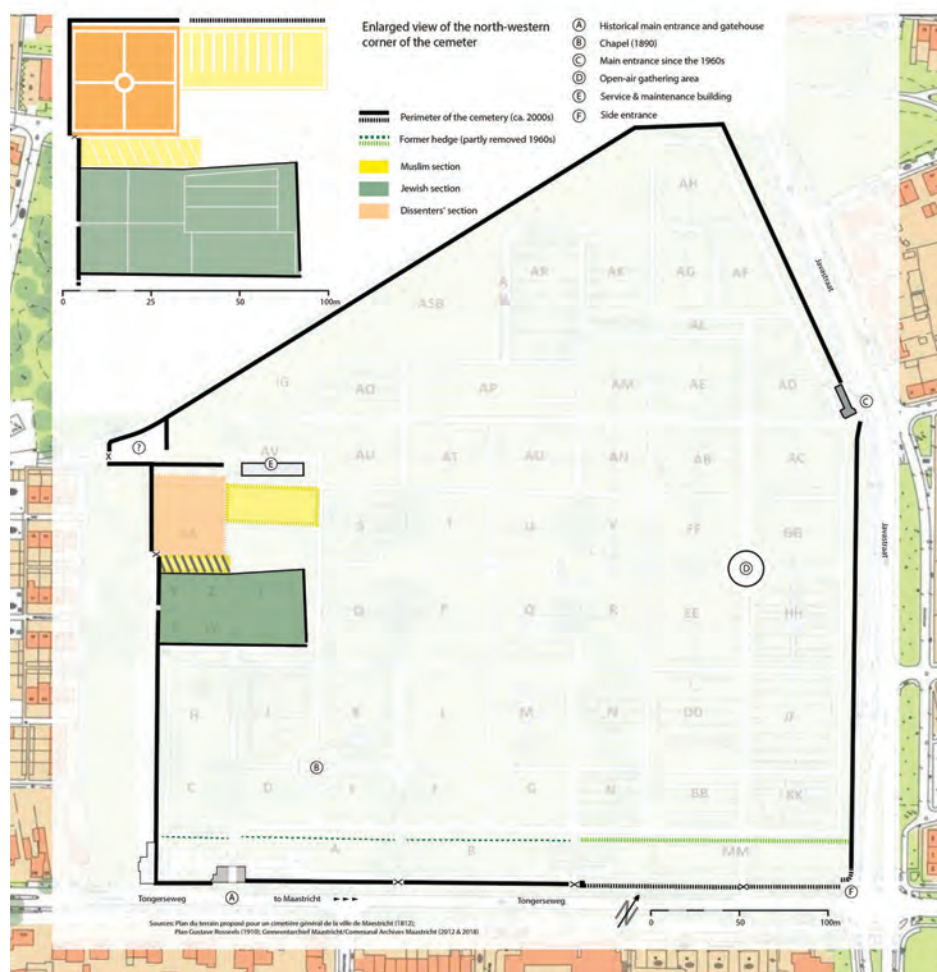 Enlarged view of the north-western
corner of the cemeter
A Historical main entrance and gatehouse
B Chapel (1890)
C Main entrance since the 1960s
D Open-air gathering area
E Service & maintenance building
F Side entrance
Perimeter of the cemetery (ca. 2000s)
Former hedge (partly removed 1960s)
Muslim section
Jewish section
Dissenters' section
0 25 50 100m
AH
AR AK AG AF
ASB
AL
Javastraat
IG AO AP AM AE AD
C
?
X
AV AU AT AN AB AC
E
S T U V FF GG
AA
X
D
Y Z I
O P Q R EE HH
X W
H J K L M N DD JF
B
C D E F G N BB KK
A B MM
Javastraat
Tongerseweg A to Maastricht Tongerseweg F
0 50 100m
Sources: Plan du terrain proposé pour un cimetière général de la ville de Maestricht (1812);
Plan Gustave Rosseels (1910); Gemeentarchief Maastricht/Communal Archives Maastricht (2012 & 2018)